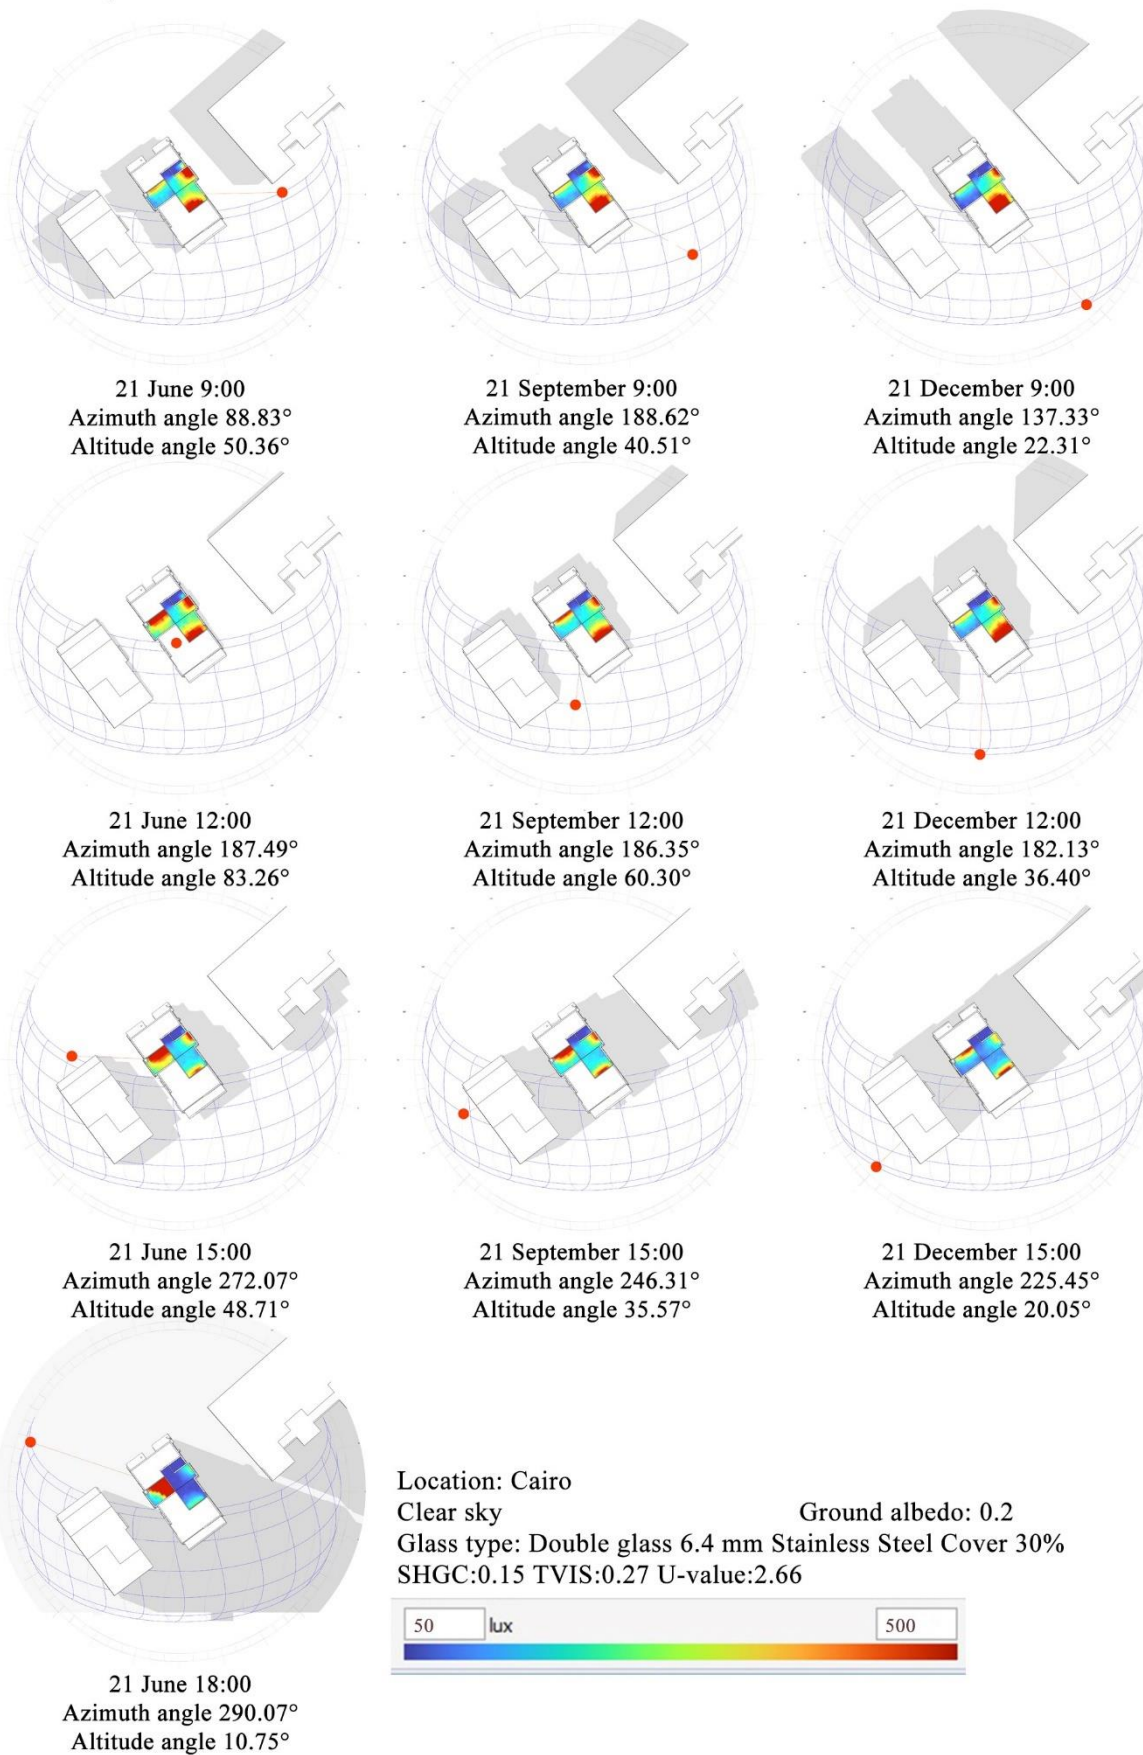 21 June 9:00
Azimuth angle 88.83°
Altitude angle 50.36°
21 September 9:00
Azimuth angle 188.62°
Altitude angle 40.51°
21 December 9:00
Azimuth angle 137.33°
Altitude angle 22.31°
21 June 12:00
Azimuth angle 187.49°
Altitude angle 83.26°
21 September 12:00
Azimuth angle 186.35°
Altitude angle 60.30°
21 December 12:00
Azimuth angle 182.13°
Altitude angle 36.40°
21 June 15:00
Azimuth angle 272.07°
Altitude angle 48.71°
21 September 15:00
Azimuth angle 246.31°
Altitude angle 35.57°
21 December 15:00
Azimuth angle 225.45°
Altitude angle 20.05°
21 June 18:00
Azimuth angle 290.07°
Altitude angle 10.75°
Location: Cairo
Clear sky Ground albedo: 0.2
Glass type: Double glass 6.4 mm Stainless Steel Cover 30%
SHGC:0.15 TVIS:0.27 U-value:2.66
50 lux 500